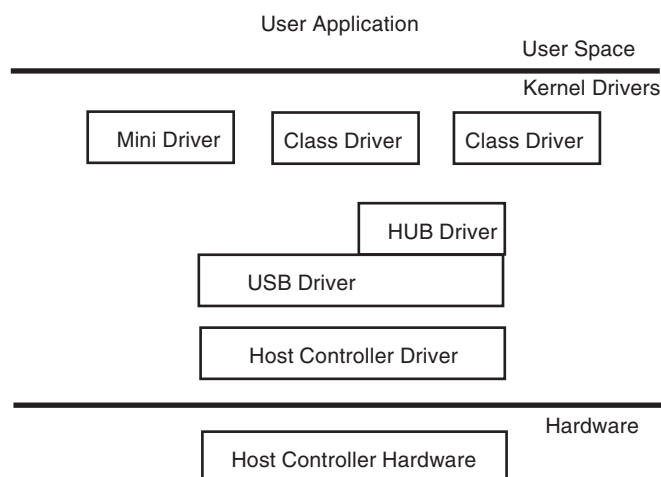 User Application
User Space
Kernel Drivers
Mini Driver
Class Driver
Class Driver
HUB Driver
USB Driver
Host Controller Driver
Hardware
Host Controller Hardware